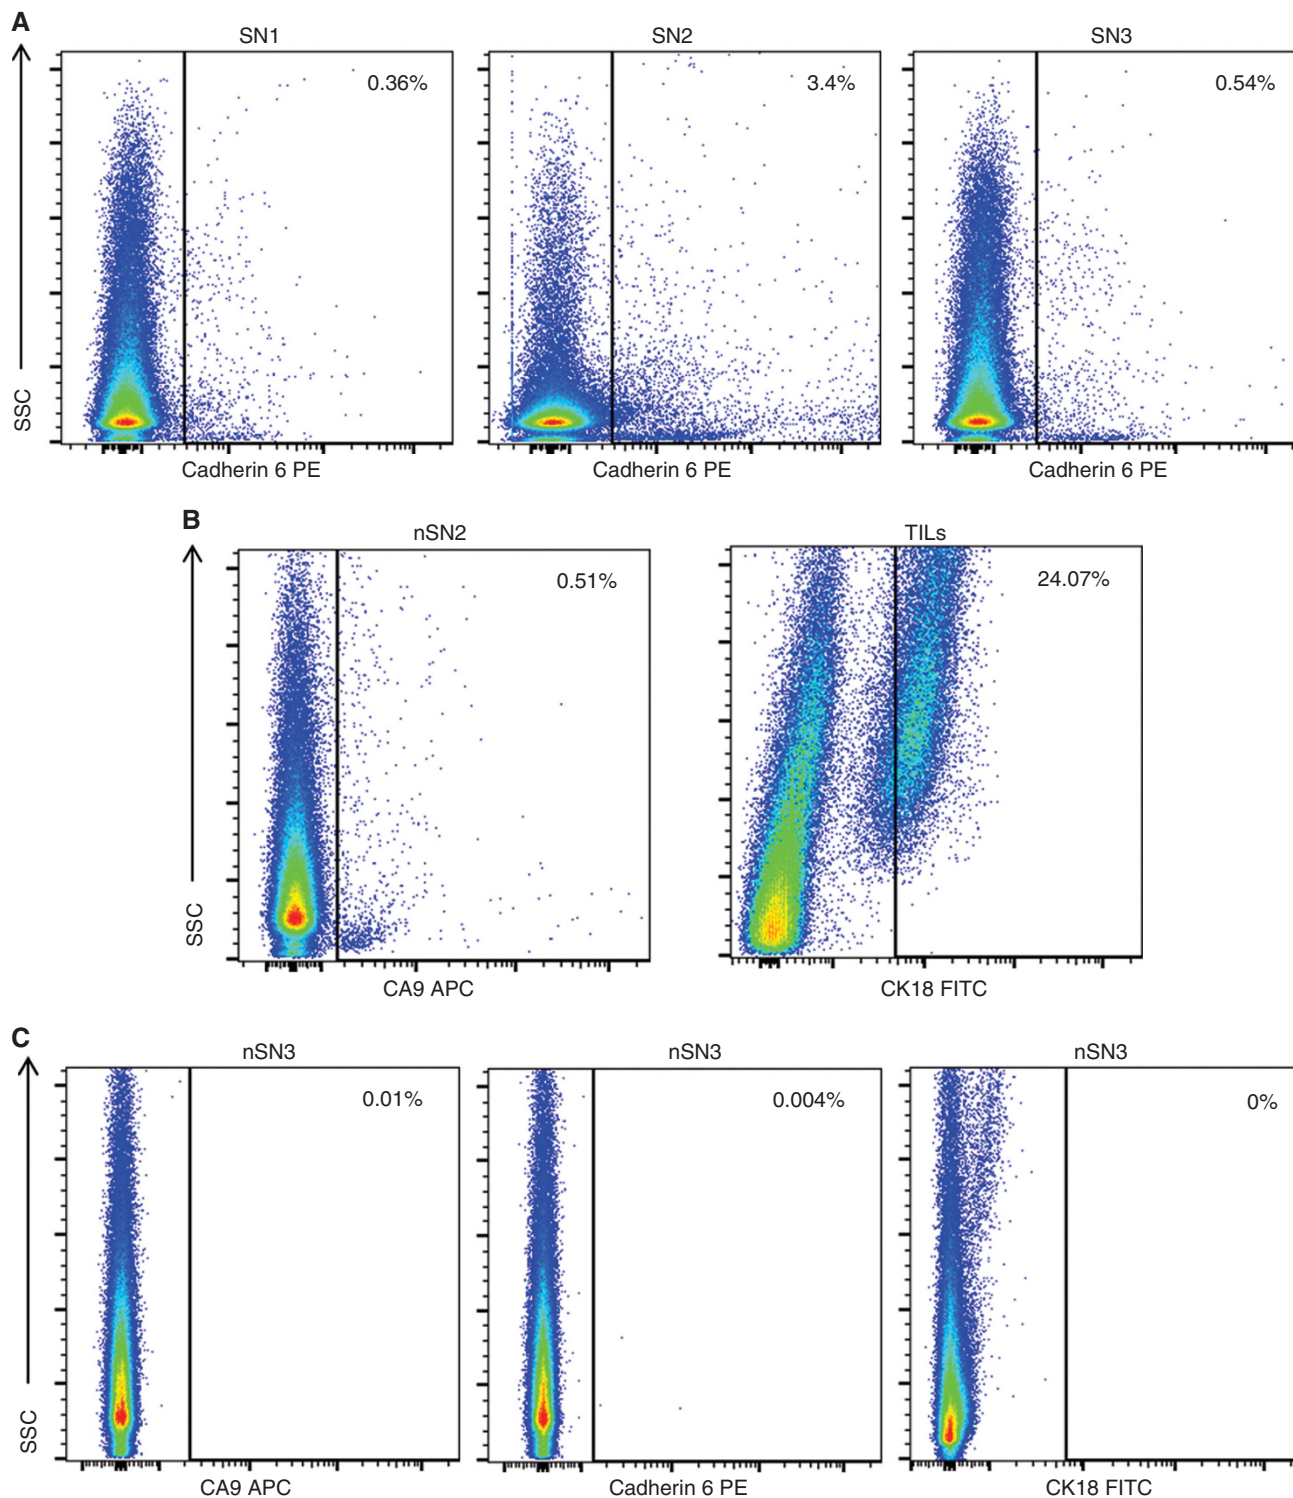 A
SN1
SN2
SN3
0.36%
3.4%
0.54%
SSC
Cadherin 6 PE
Cadherin 6 PE
Cadherin 6 PE
B
nSN2
TILs
0.51%
24.07%
SSC
CA9 APC
CK18 FITC
C
nSN3
nSN3
nSN3
0.01%
0.004%
0%
SSC
CA9 APC
Cadherin 6 PE
CK18 FITC